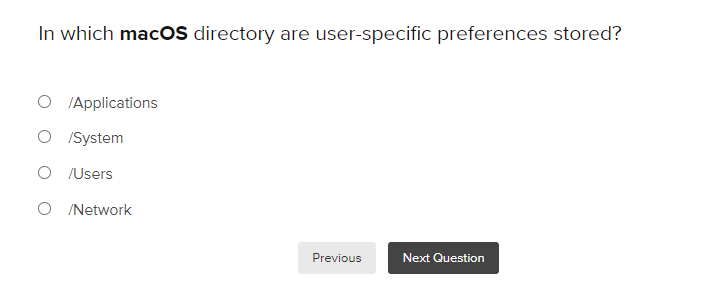 In which macOS directory are user-specific preferences stored?
/Applications
/System
/Users
/Network
Previous
Next Question